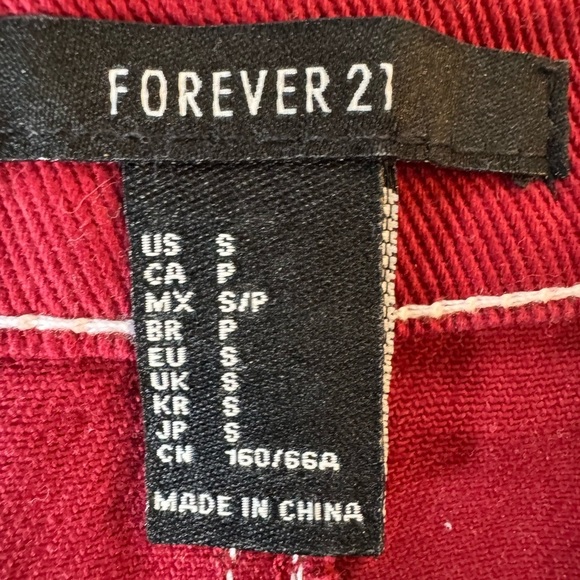 FOREVER 21
US S
CA P
MX S/P
BR P
EU S
UK S
KR S
JP S
CN 160/66A
MADE IN CHINA